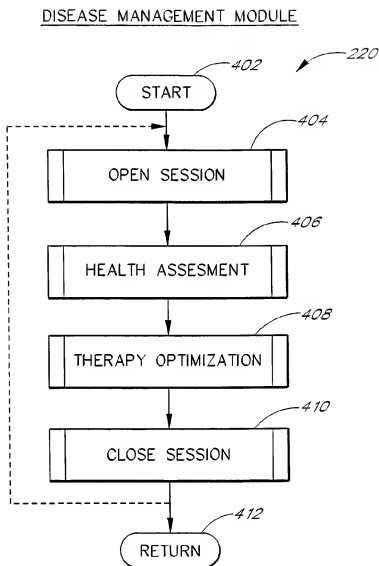 DISEASE MANAGEMENT MODULE
402
220
START
404
OPEN SESSION
406
HEALTH ASSESMENT
408
THERAPY OPTIMIZATION
410
CLOSE SESSION
412
RETURN